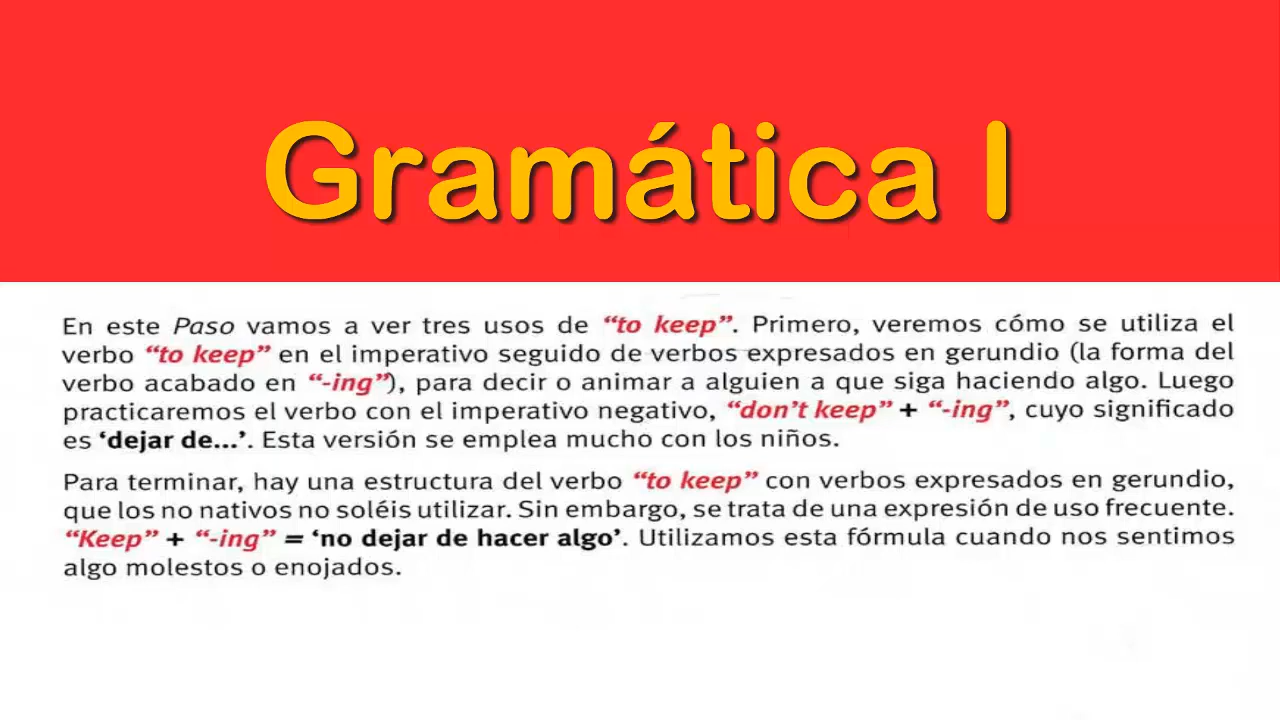 Gramática I
En este Paso vamos a ver tres usos de “to keep”. Primero, veremos cómo se utiliza el
verbo “to keep” en el imperativo seguido de verbos expresados en gerundio (la forma del
verbo acabado en “-ing”), para decir o animar a alguien a que siga haciendo algo. Luego
practicaremos el verbo con el imperativo negativo, “don’t keep” + “-ing”, cuyo significado
es ‘dejar de...’. Esta versión se emplea mucho con los niños.
Para terminar, hay una estructura del verbo “to keep” con verbos expresados en gerundio,
que los no nativos no soléis utilizar. Sin embargo, se trata de una expresión de uso frecuente.
“Keep” + “-ing” = ‘no dejar de hacer algo’. Utilizamos esta fórmula cuando nos sentimos
algo molestos o enojados.